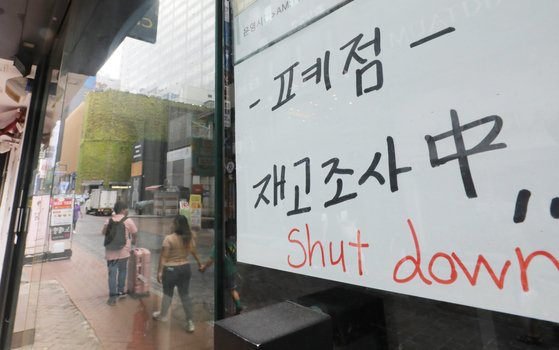 - 폐점 -
재고조사 中, ,
Shut down